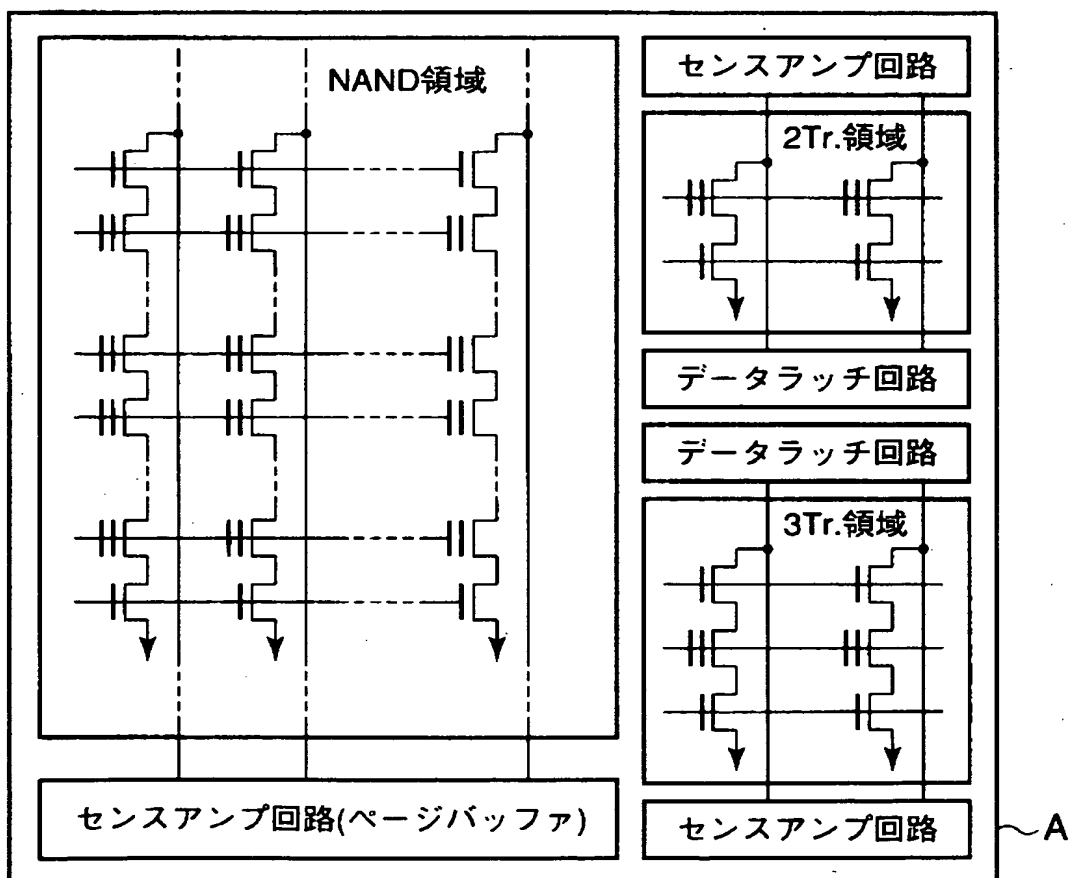 NAND領域
センスアンプ回路(ページバッファ)
センスアンプ回路
2Tr.領域
データラッチ回路
データラッチ回路
3Tr.領域
センスアンプ回路
A